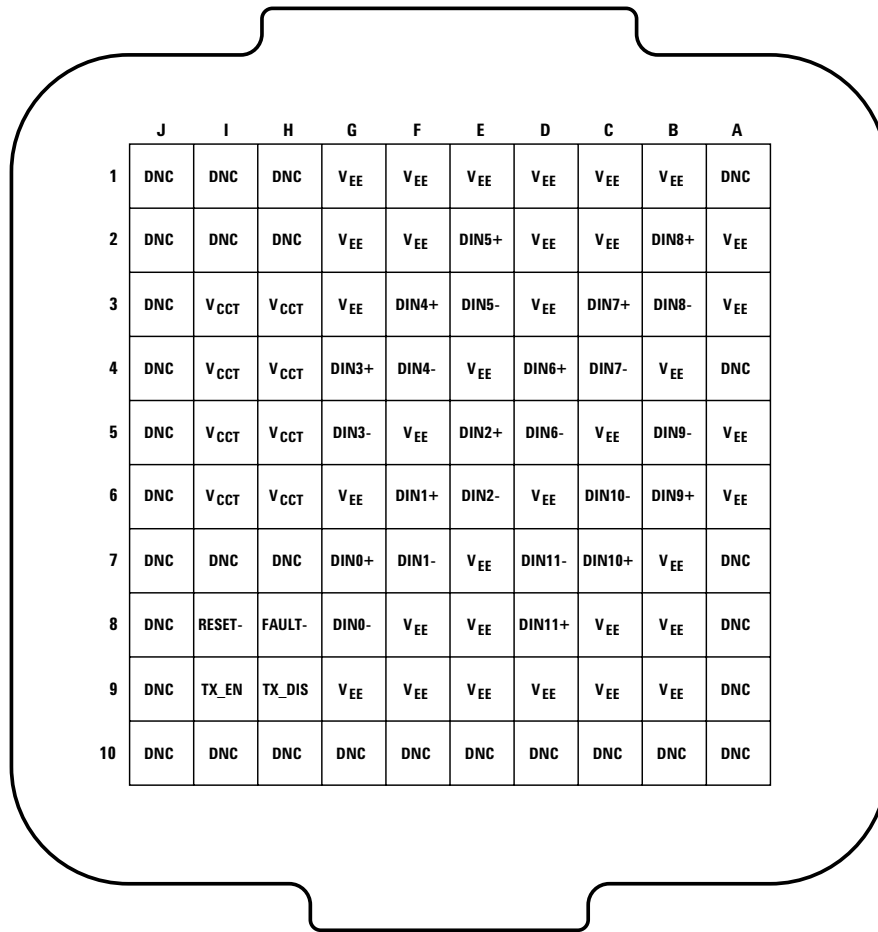 J I H G F E D C B A
1 DNC DNC DNC VEE VEE VEE VEE VEE VEE DNC
2 DNC DNC DNC VEE VEE DIN5+ VEE VEE DIN8+ VEE
3 DNC VCCT VCCT VEE DIN4+ DIN5- VEE DIN7+ DIN8- VEE
4 DNC VCCT VCCT DIN3+ DIN4- VEE DIN6+ DIN7- VEE DNC
5 DNC VCCT VCCT DIN3- VEE DIN2+ DIN6- VEE DIN9- VEE
6 DNC VCCT VCCT VEE DIN1+ DIN2- VEE DIN10- DIN9+ VEE
7 DNC DNC DNC DIN0+ DIN1- VEE DIN11- DIN10+ VEE DNC
8 DNC RESET- FAULT- DIN0- VEE VEE DIN11+ VEE VEE DNC
9 DNC TX_EN TX_DIS VEE VEE VEE VEE VEE VEE DNC
10 DNC DNC DNC DNC DNC DNC DNC DNC DNC DNC